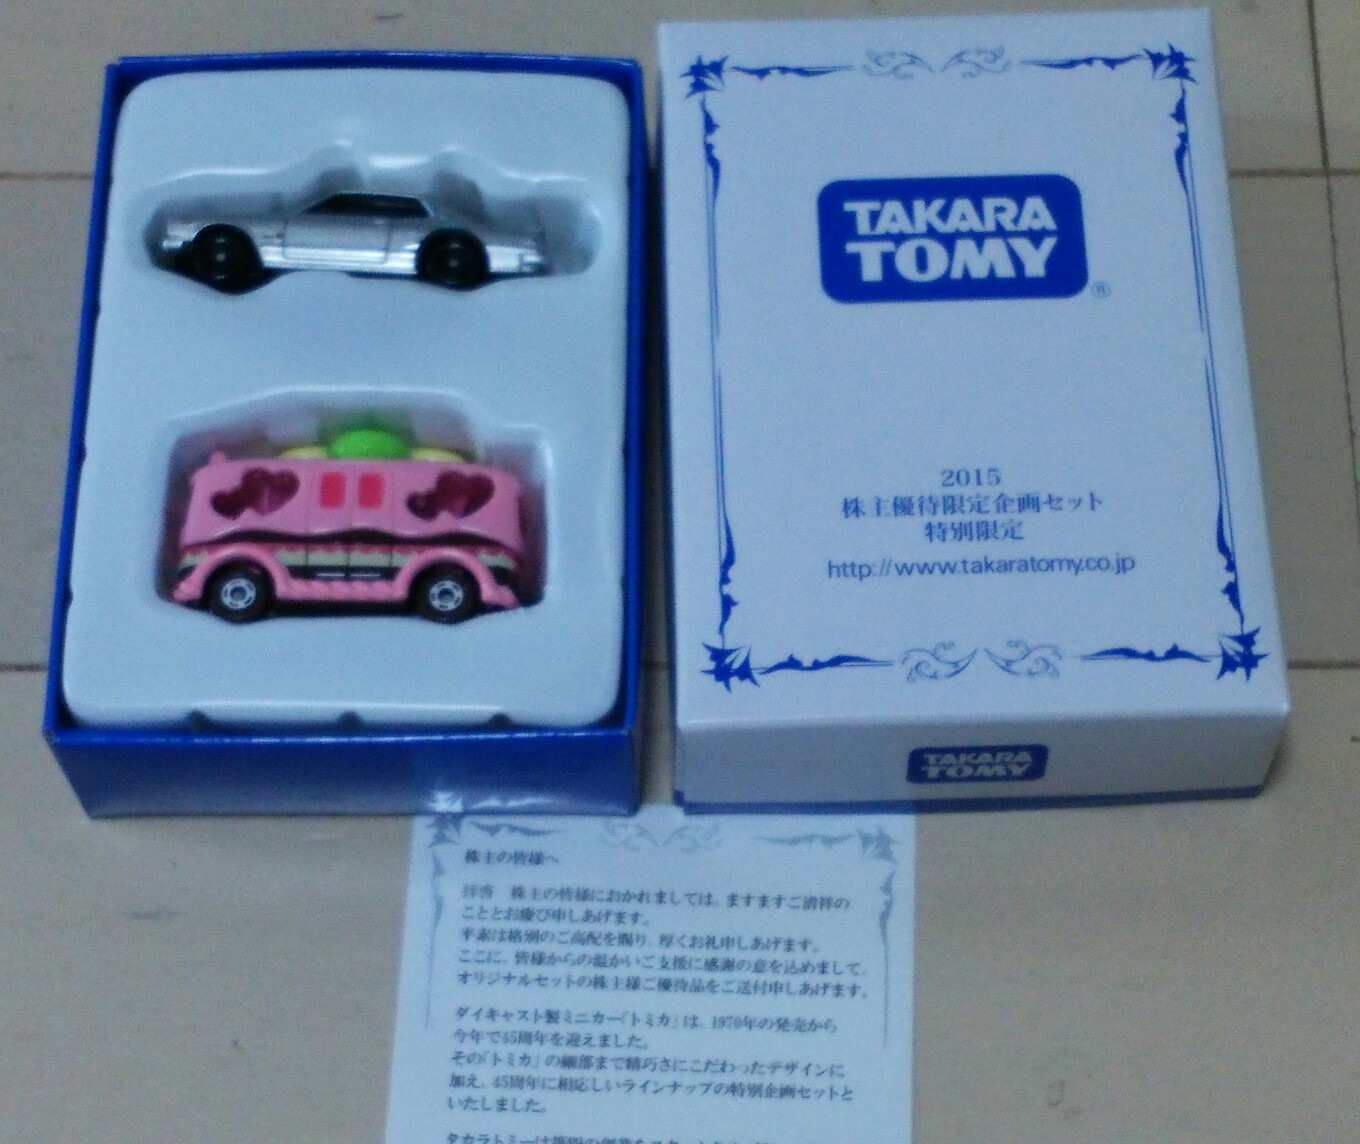 TAKARA
TOMY
®
2015
株主優待限定企画セット
特別限定
http://www.takaratomy.co.jp
TAKARA
TOMY
株主の皆様へ
拝啓　株主の皆様におかれましては、ますますご清祥の
こととお慶び申しあげます。
平素は格別のご高配を賜り、厚くお礼申しあげます。
ここに、皆様からの温かいご支援に感謝の意を込めまして、
オリジナルセットの株主様ご優待品をご送付申しあげます。
ダイキャスト製ミニカー「トミカ」は、1970年の発売から
今年で45周年を迎えました。
その「トミカ」の細部まで精巧さにこだわったデザインに
加え、45周年に相応しいラインナップの特別企画セットと
いたしました。
タカラトミーは